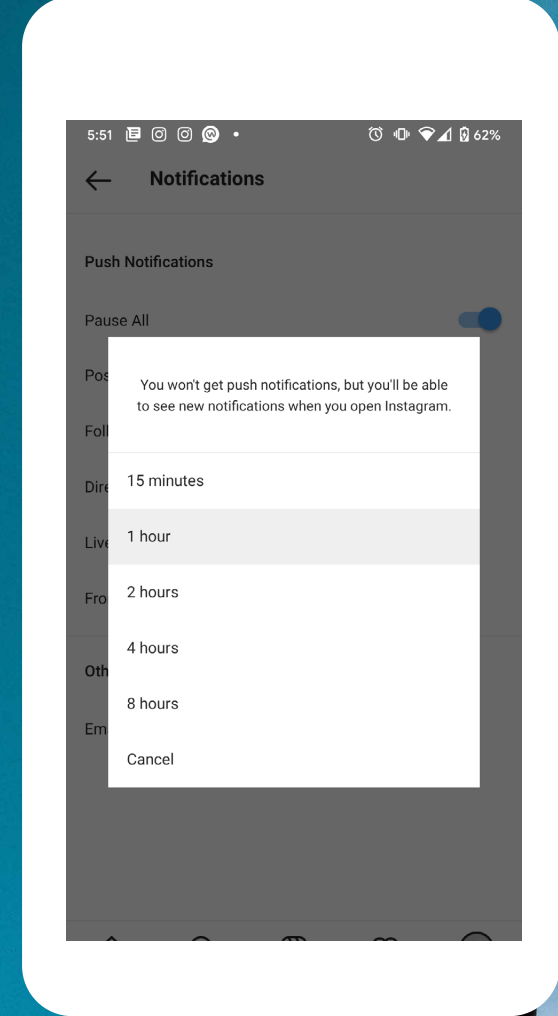 5:51 62%
Notifications
Push Notifications
Pause All
You won't get push notifications, but you'll be able
to see new notifications when you open Instagram.
15 minutes
1 hour
2 hours
4 hours
8 hours
Cancel